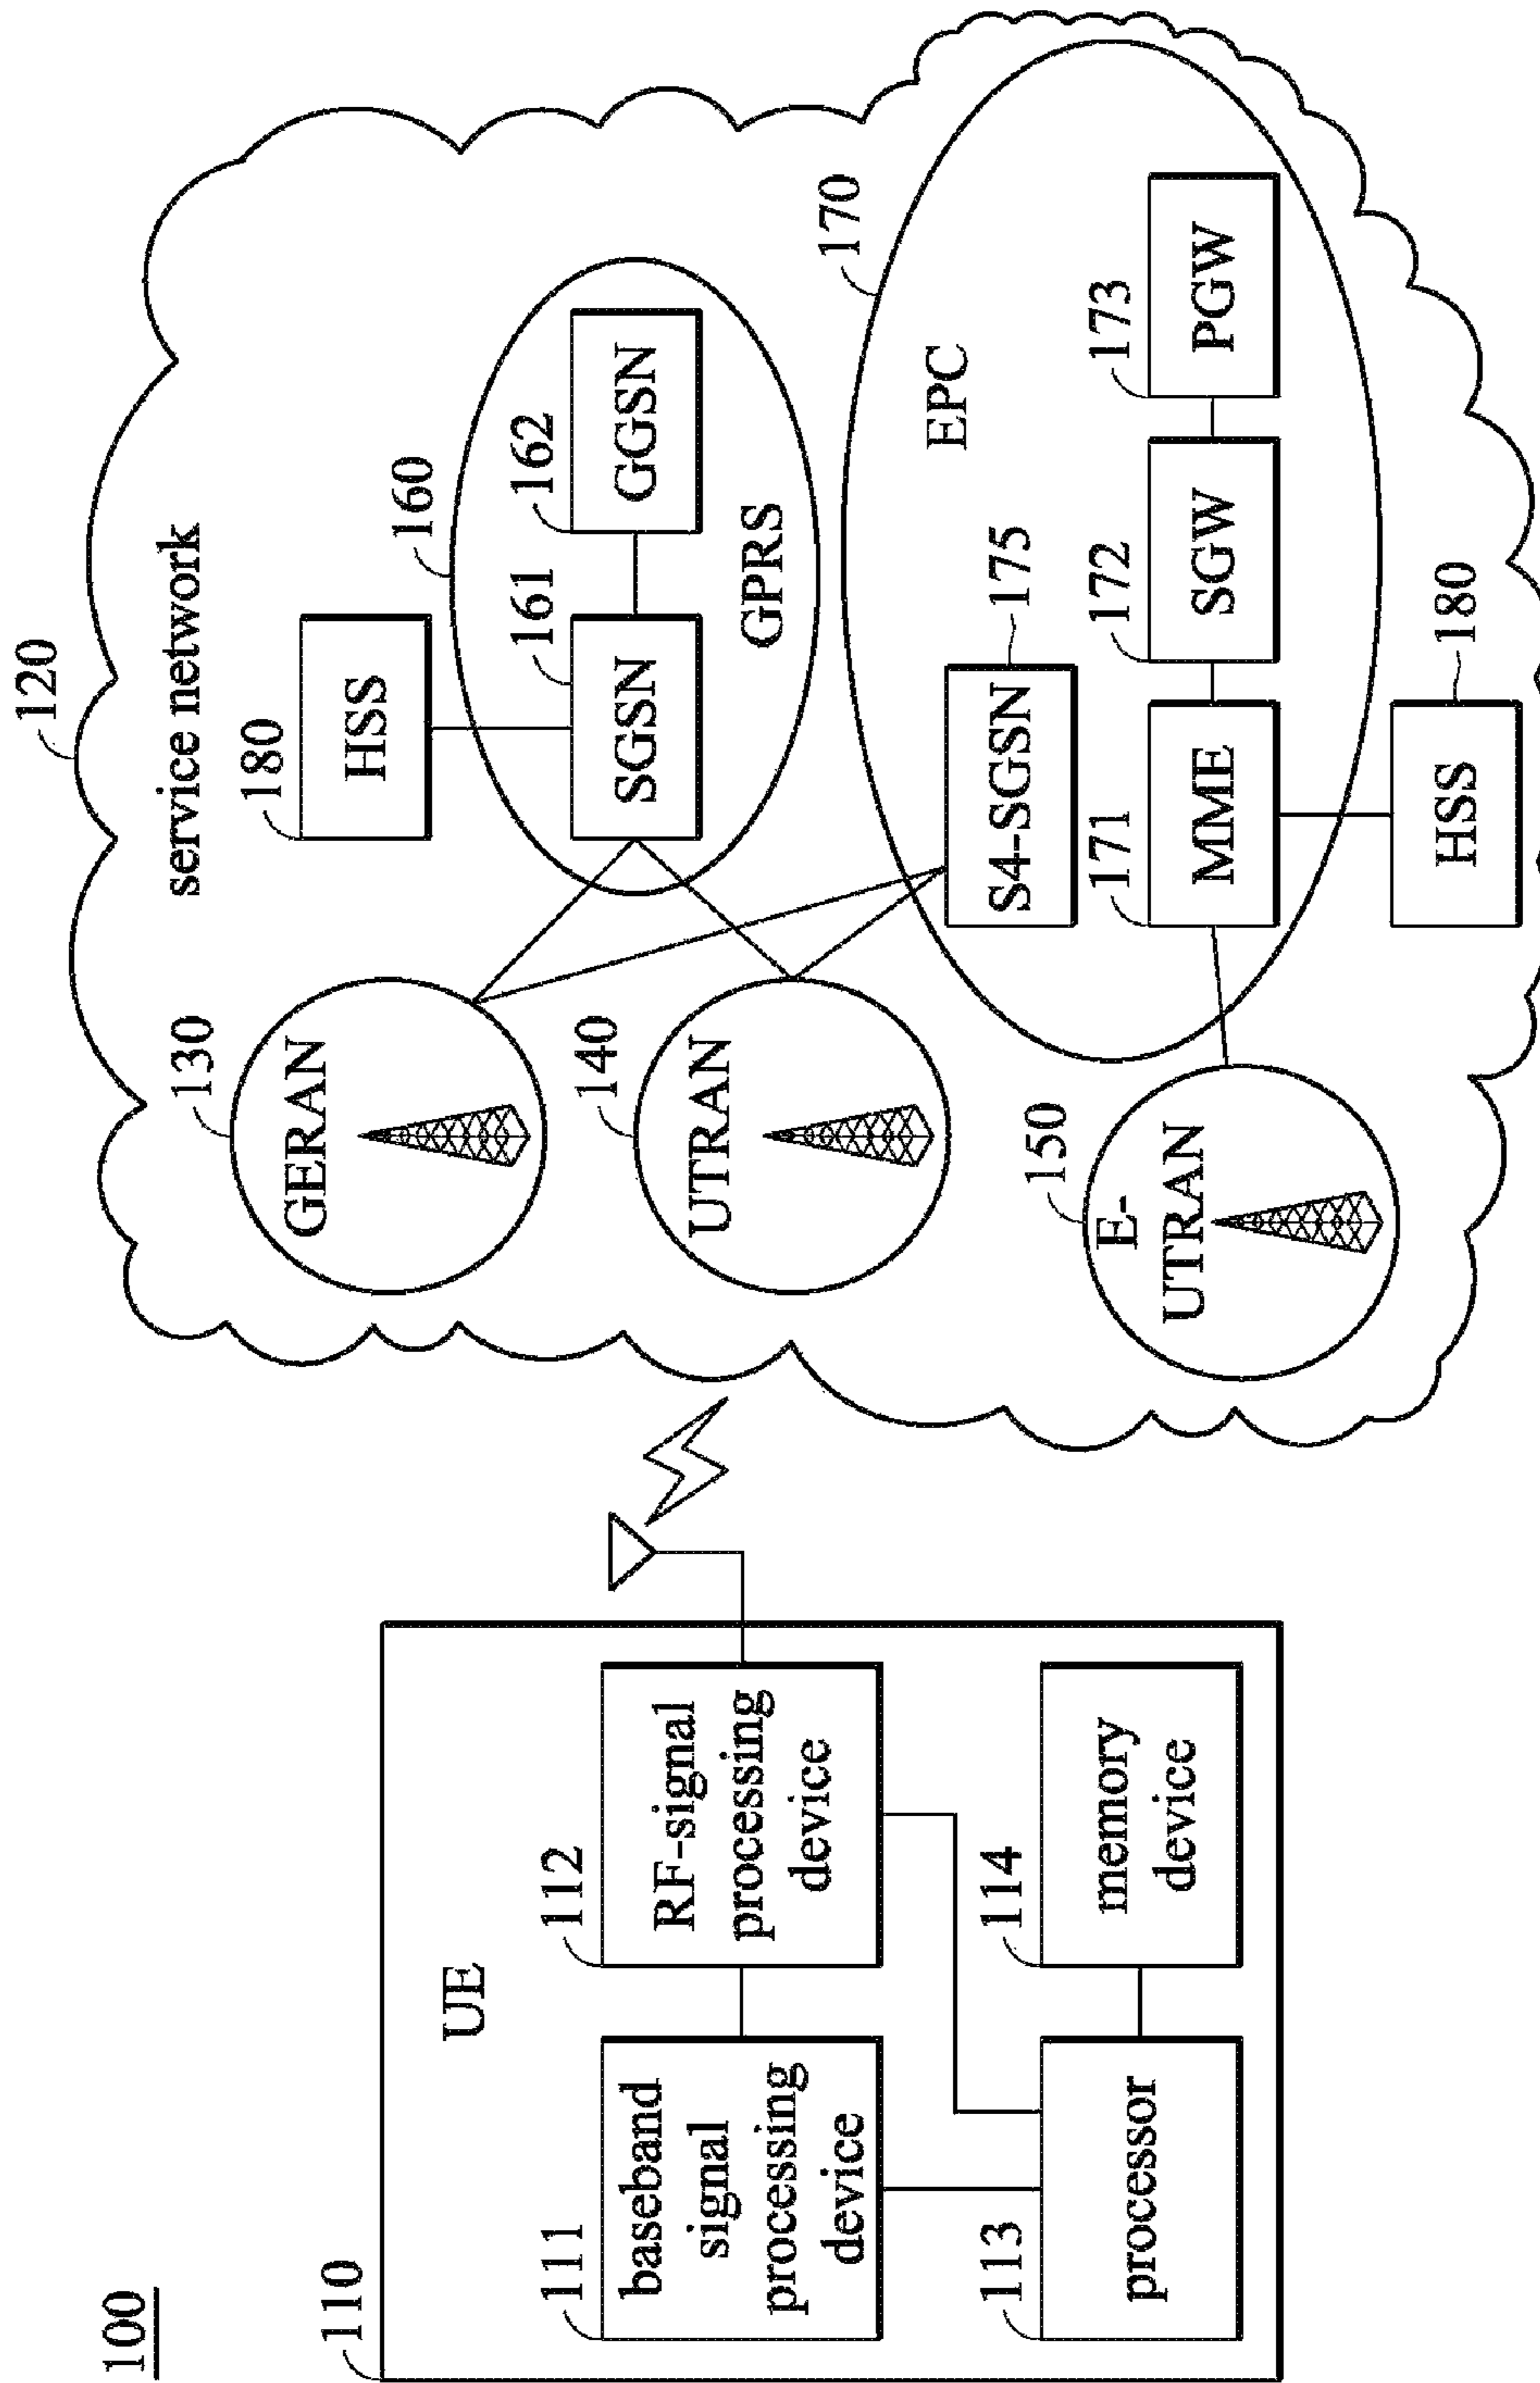 100
110
UE
111
baseband
signal
processing
device
112
RF-signal
processing
device
113
processor
114
memory
device
120
service network
130
GERAN
140
UTRAN
150
E-
UTRAN
180
HSS
160
161
SGSN
162
GGSN
GPRS
170
EPC
S4-SGSN
175
171
MME
172
SGW
173
PGW
HSS
180